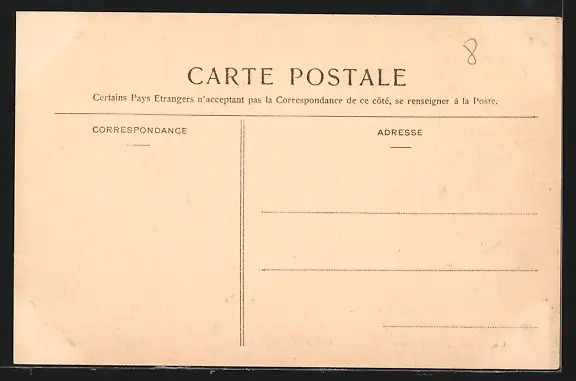 8
CARTE POSTALE
Certains Pays Etrangers n'acceptant pas la Correspondance de ce côté, se renseigner à la Poste.
CORRESPONDANCE
ADRESSE